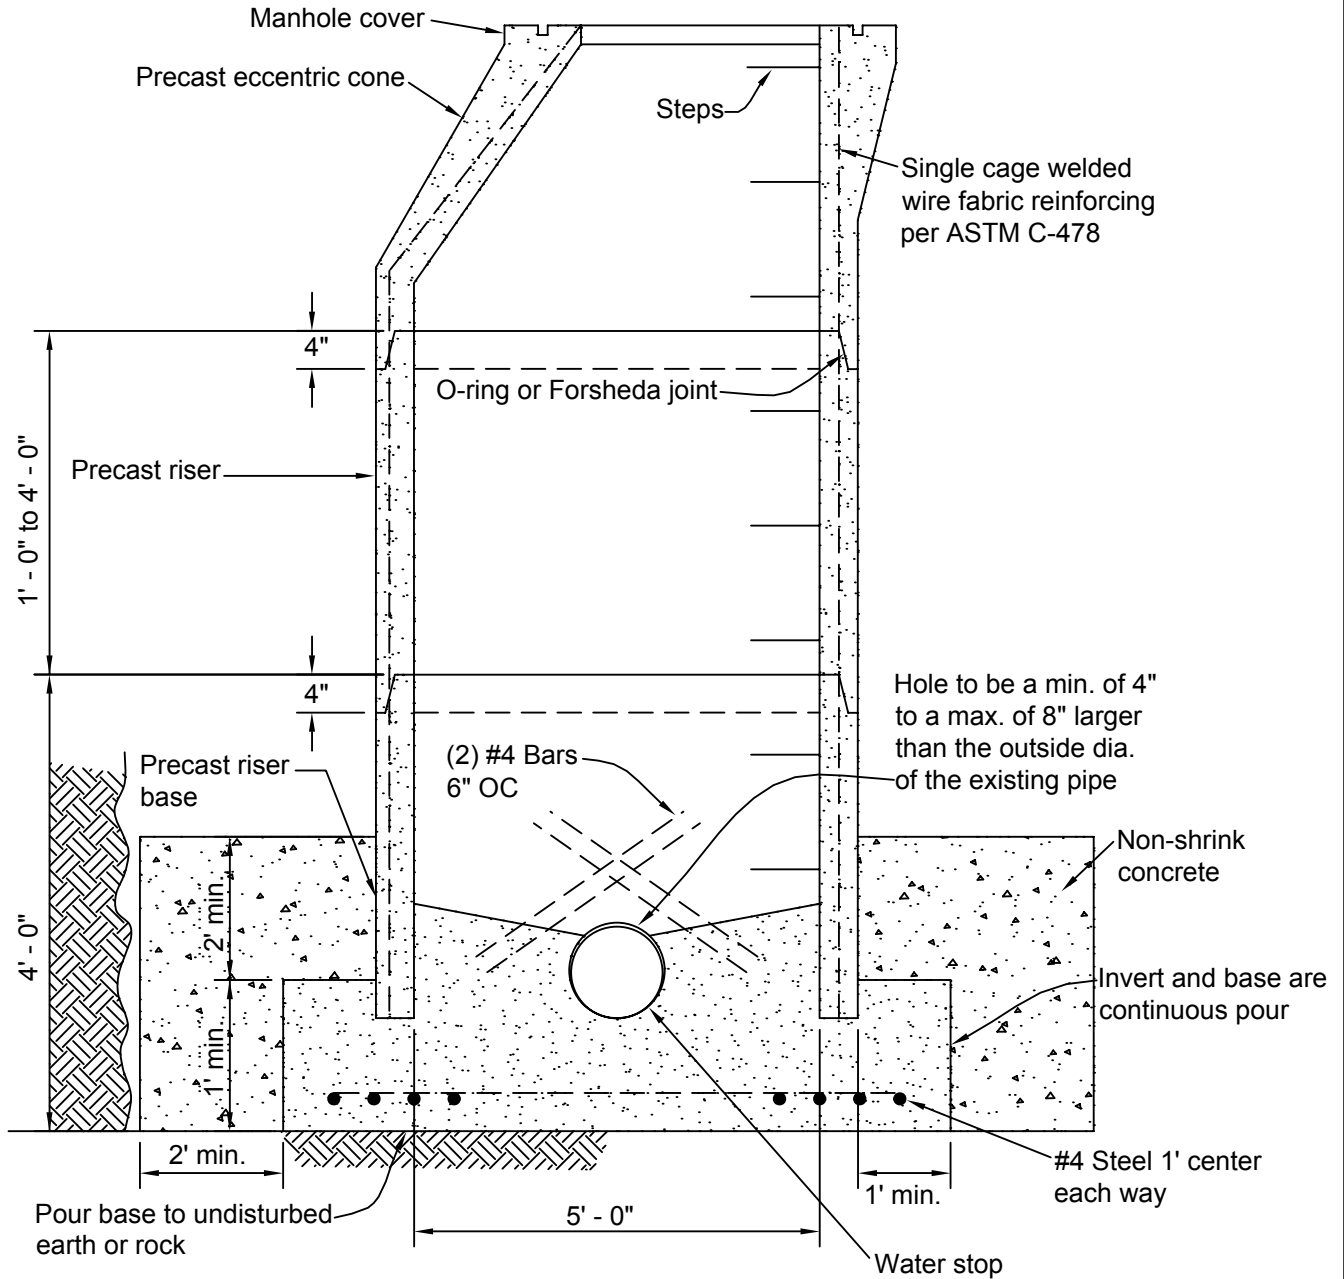 Manhole cover
Precast eccentric cone
Steps
Single cage welded
wire fabric reinforcing
per ASTM C-478
4"
O-ring or Forsheda joint
1' - 0" to 4' - 0"
Precast riser
4"
Hole to be a min. of 4"
to a max. of 8" larger
than the outside dia.
of the existing pipe
(2) #4 Bars
6" OC
Precast riser
base
Non-shrink
concrete
2' min.
4' - 0"
Invert and base are
continuous pour
1' min
2' min.
#4 Steel 1' center
each way
1' min.
Pour base to undisturbed
earth or rock
5' - 0"
Water stop